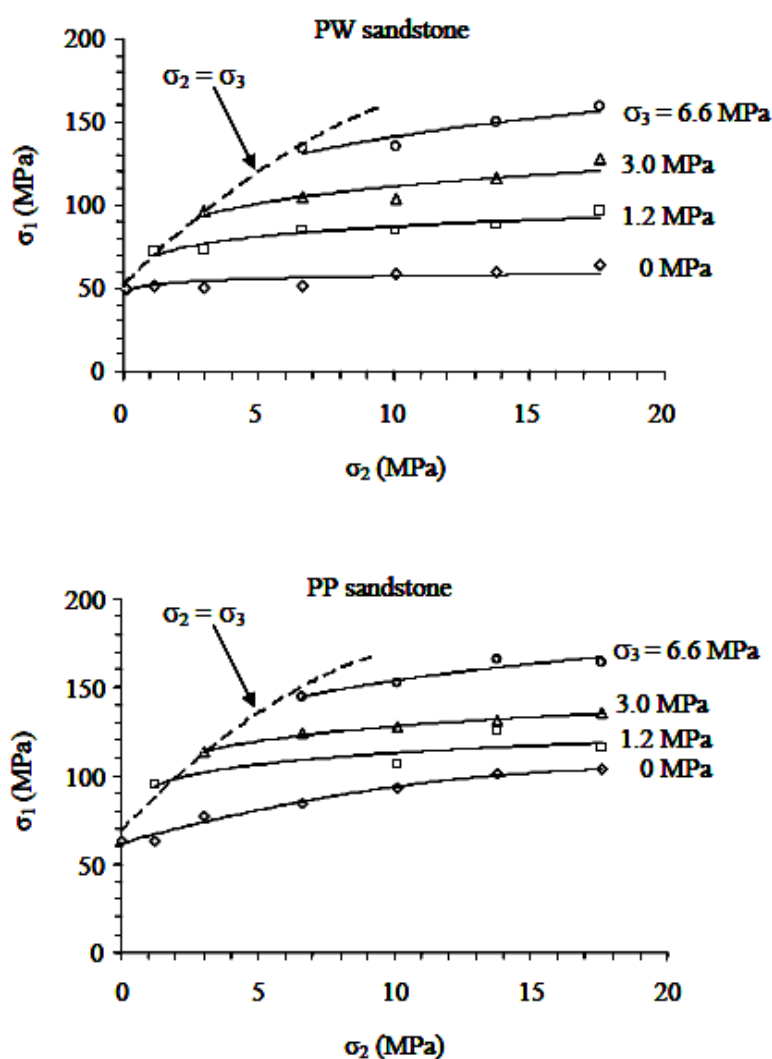 PW sandstone
200
σ₂ = σ₃
150
σ₃ = 6.6 MPa
3.0 MPa
100
1.2 MPa
50
0 MPa
0
σ₁ (MPa)
0 5 10 15 20
σ₂ (MPa)
PP sandstone
200
σ₂ = σ₃
σ₃ = 6.6 MPa
150
3.0 MPa
1.2 MPa
100
0 MPa
50
0
σ₁ (MPa)
0 5 10 15 20
σ₂ (MPa)